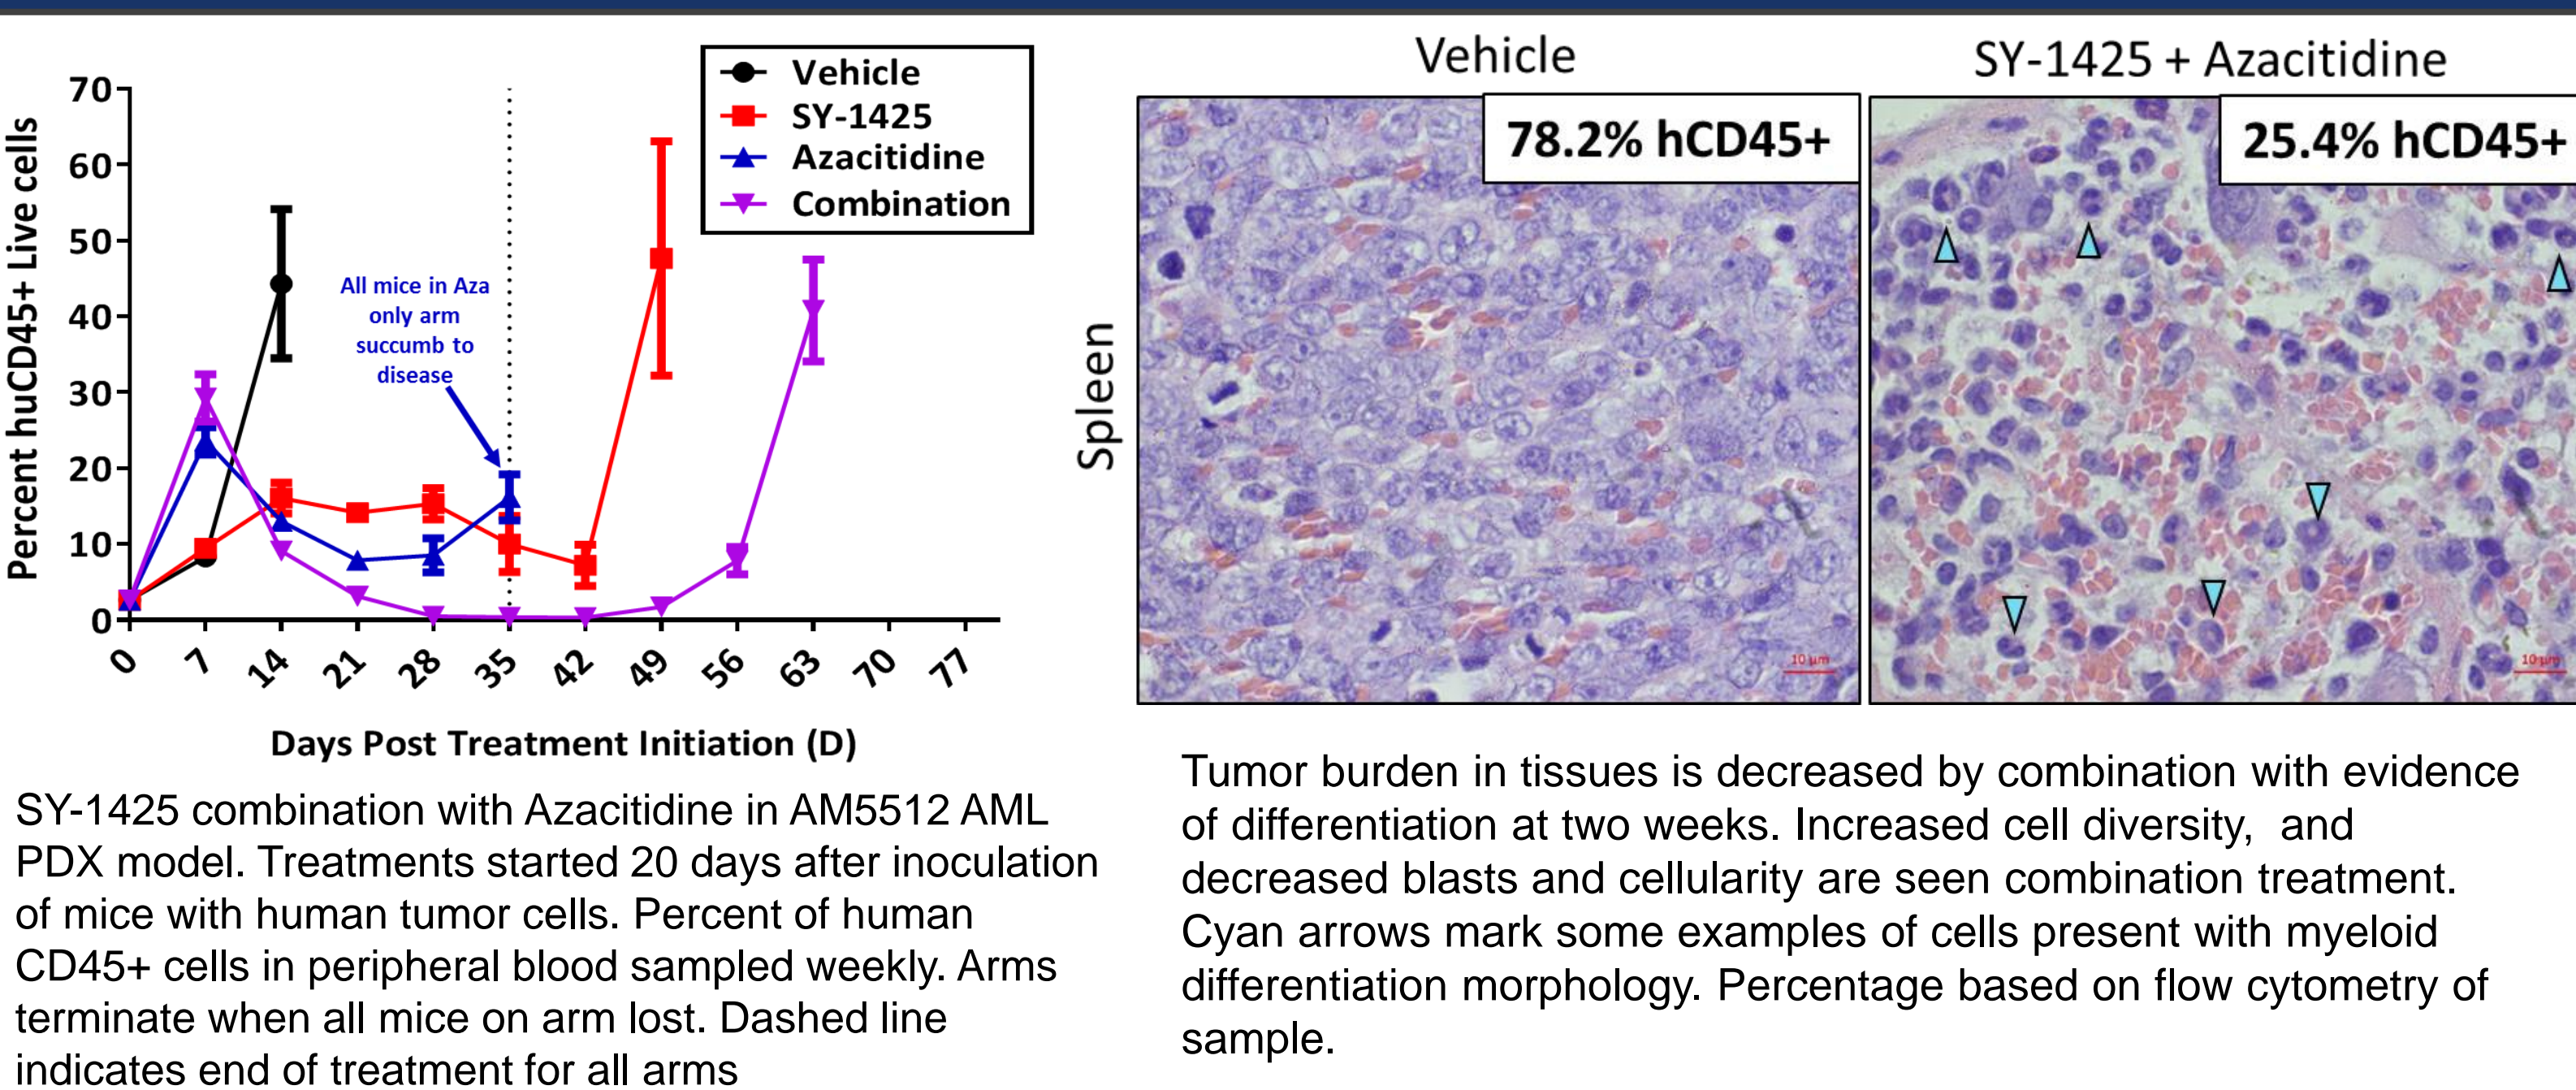 Vehicle
SY-1425
Azacitidine
Combination
Percent huCD45+ Live cells
70
60
50
40
30
20
10
0
All mice in Aza
only arm
succumb to
disease
0 7 14 21 28 35 42 49 56 63 70 77
Days Post Treatment Initiation (D)
SY-1425 combination with Azacitidine in AM5512 AML
PDX model. Treatments started 20 days after inoculation
of mice with human tumor cells. Percent of human
CD45+ cells in peripheral blood sampled weekly. Arms
terminate when all mice on arm lost. Dashed line
indicates end of treatment for all arms
Vehicle
SY-1425 + Azacitidine
Spleen
78.2% hCD45+
25.4% hCD45+
10 µm
10 µm
Tumor burden in tissues is decreased by combination with evidence
of differentiation at two weeks. Increased cell diversity,  and
decreased blasts and cellularity are seen combination treatment.
Cyan arrows mark some examples of cells present with myeloid
differentiation morphology. Percentage based on flow cytometry of
sample.